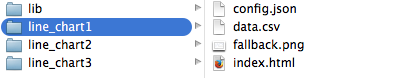 lib
line_chart1
line_chart2
line_chart3
config.json
data.csv
fallback.png
index.html